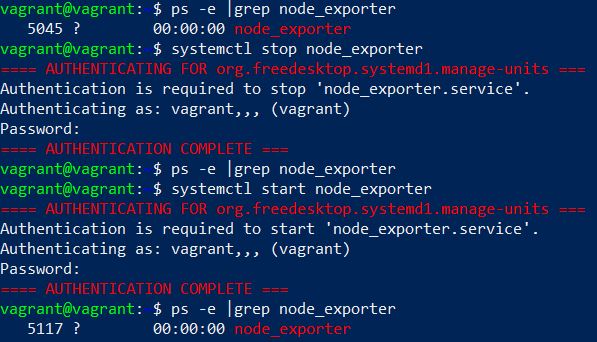 vagrant@vagrant:~$ ps -e |grep node_exporter
   5045 ?        00:00:00 node_exporter
vagrant@vagrant:~$ systemctl stop node_exporter
==== AUTHENTICATING FOR org.freedesktop.systemd1.manage-units ===
Authentication is required to stop 'node_exporter.service'.
Authenticating as: vagrant,,, (vagrant)
Password:
==== AUTHENTICATION COMPLETE ===
vagrant@vagrant:~$ ps -e |grep node_exporter
vagrant@vagrant:~$ systemctl start node_exporter
==== AUTHENTICATING FOR org.freedesktop.systemd1.manage-units ===
Authentication is required to start 'node_exporter.service'.
Authenticating as: vagrant,,, (vagrant)
Password:
==== AUTHENTICATION COMPLETE ===
vagrant@vagrant:~$ ps -e |grep node_exporter
   5117 ?        00:00:00 node_exporter